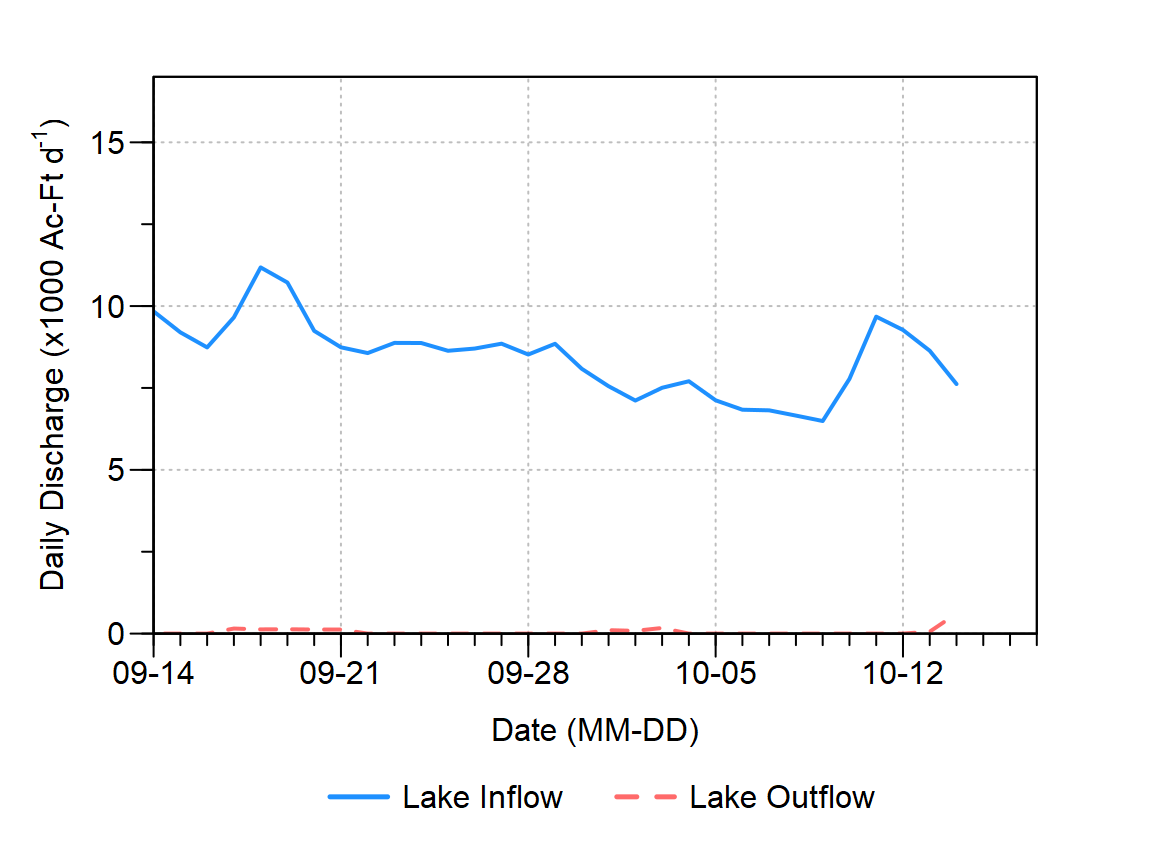 Daily Discharge (x1000 Ac-Ft d⁻¹)
15
10
5
0
09-14 09-21 09-28 10-05 10-12
Date (MM-DD)
Lake Inflow Lake Outflow